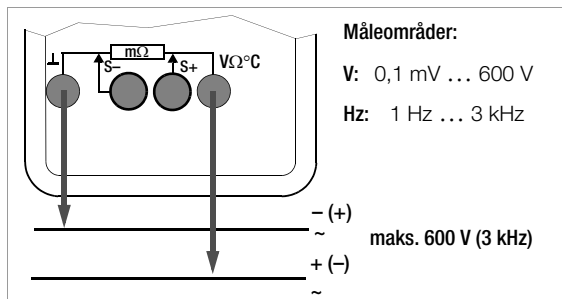 Måleområder:
V: 0,1 mV … 600 V
Hz: 1 Hz … 3 kHz
⊥ mΩ VΩ°C
S– S+
– (+)
~
maks. 600 V (3 kHz)
+ (–)
~